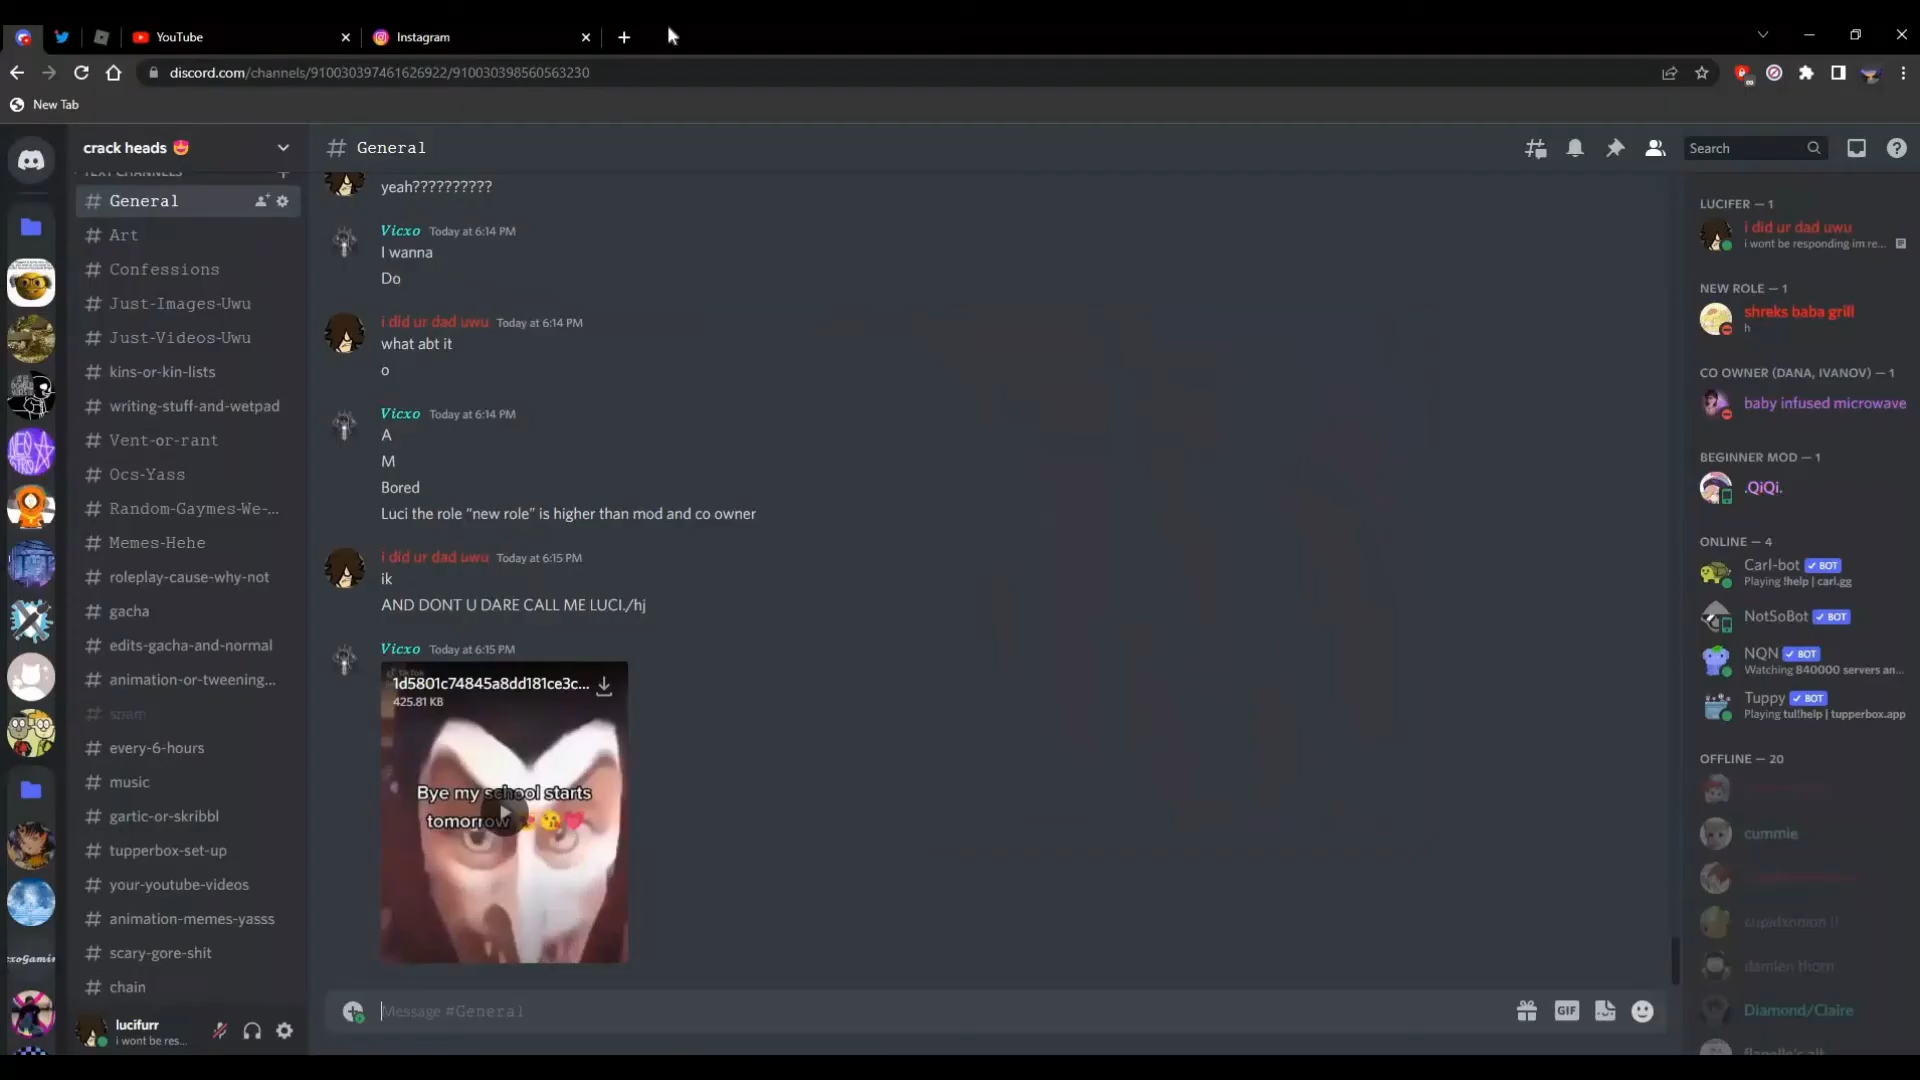 YouTube
Instagram
discord.com/channels/910030397461626922/910030398560563230
New Tab
crack heads
TEXT CHANNELS
# General
# Art
# Confessions
# Just-Images-Uwu
# Just-Videos-Uwu
# kins-or-kin-lists
# writing-stuff-and-wetpad
# Vent-or-rant
# Ocs-Yass
# Random-Gaymes-We-...
# Memes-Hehe
# roleplay-cause-why-not
# gacha
# edits-gacha-and-normal
# animation-or-tweening...
# spam
# every-6-hours
# music
# gartic-or-skribbl
# tupperbox-set-up
# your-youtube-videos
# animation-memes-yasss
# scary-gore-shit
# chain
lucifurr
i wont be res...
# General
Search
yeah??????????
Vicxo Today at 6:14 PM
I wanna
Do
i did ur dad uwu Today at 6:14 PM
what abt it
o
Vicxo Today at 6:14 PM
A
M
Bored
Luci the role “new role” is higher than mod and co owner
i did ur dad uwu Today at 6:15 PM
ik
AND DONT U DARE CALL ME LUCI./hj
Vicxo Today at 6:15 PM
1d5801c74845a8dd181ce3c...
425.81 KB
Bye my school starts
tomorrow
Message #General
GIF
LUCIFER — 1
i did ur dad uwu
i wont be responding im re...
NEW ROLE — 1
shreks baba grill
h
CO OWNER (DANA, IVANOV) — 1
baby infused microwave
BEGINNER MOD — 1
.QiQi.
ONLINE — 4
Carl-bot ✓ BOT
Playing !help | carl.gg
NotSoBot ✓ BOT
NQN ✓ BOT
Watching 840000 servers an...
Tuppy ✓ BOT
Playing tul!help | tupperbox.app
OFFLINE — 20
cummie
damien thorn
Diamond/Claire